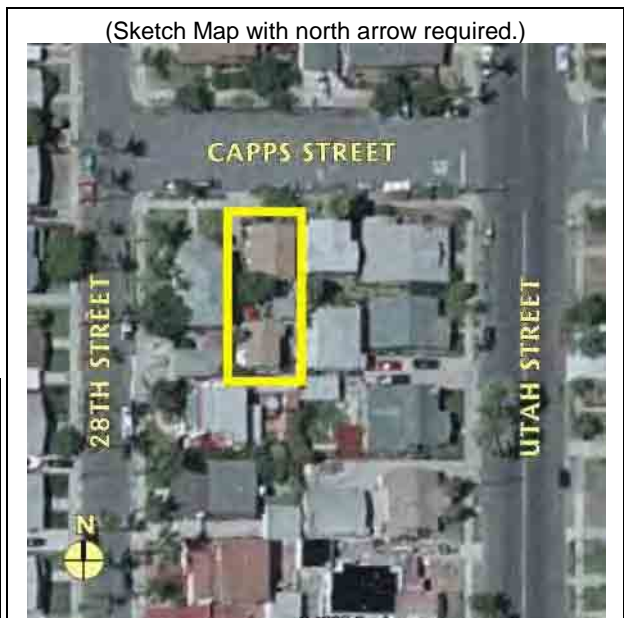 (Sketch Map with north arrow required.)
CAPPS STREET
28TH STREET
UTAH STREET
N